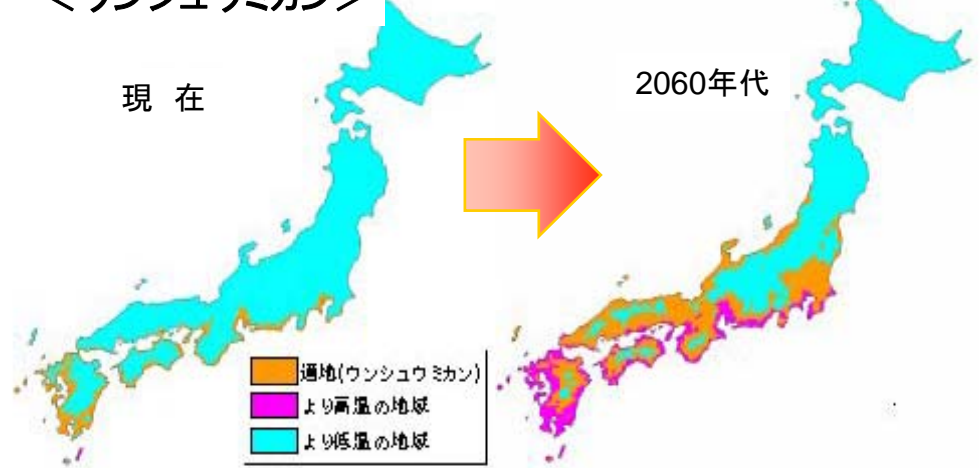 <ウンシュウミカン>
現 在
2060年代
適地(ウンシュウミカン)
より高温の地域
より低温の地域